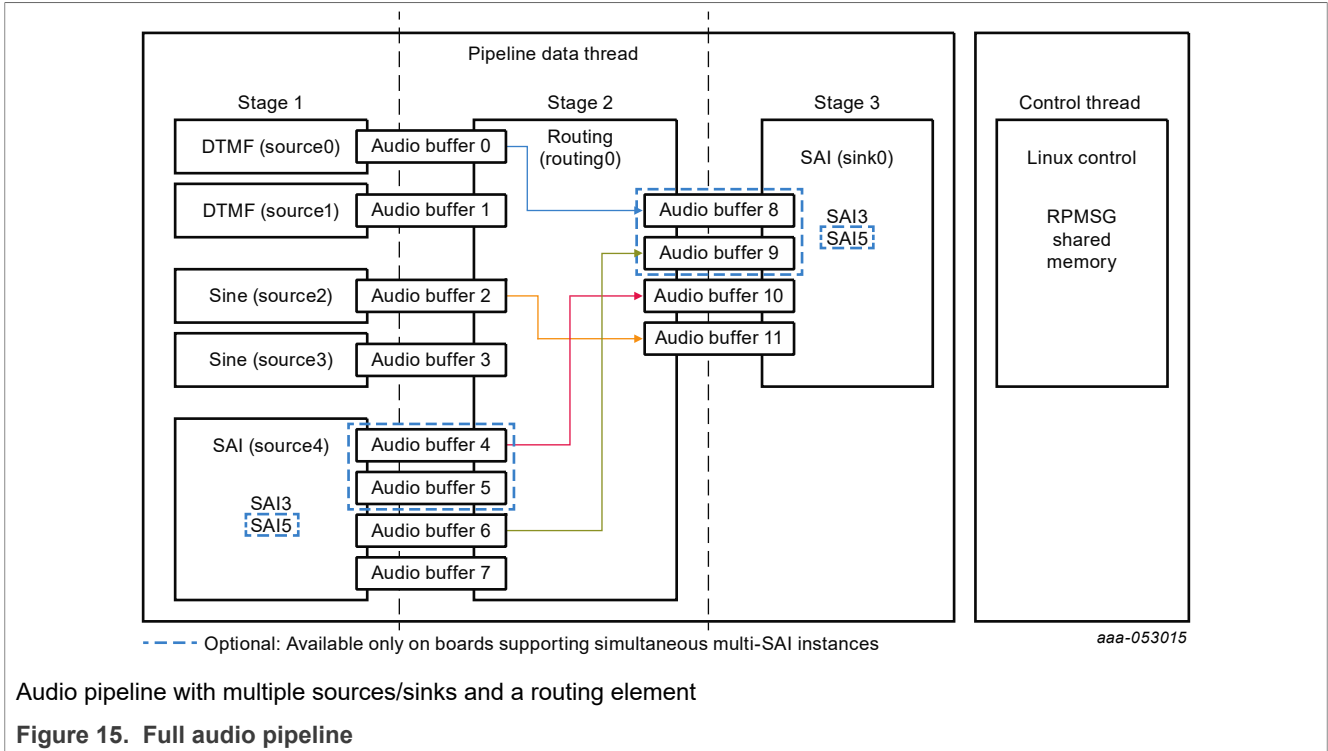 Pipeline data thread
Stage 1
Stage 2
Stage 3
Control thread
DTMF (source0)
Audio buffer 0
Routing
(routing0)
SAI (sink0)
Linux control
DTMF (source1)
Audio buffer 1
Audio buffer 8
SAI3
SAI5
RPMSG
shared
memory
Audio buffer 9
Sine (source2)
Audio buffer 2
Audio buffer 10
Audio buffer 11
Sine (source3)
Audio buffer 3
SAI (source4)
Audio buffer 4
SAI3
SAI5
Audio buffer 5
Audio buffer 6
Audio buffer 7
Optional: Available only on boards supporting simultaneous multi-SAI instances
aaa-053015
Audio pipeline with multiple sources/sinks and a routing element
Figure 15. Full audio pipeline